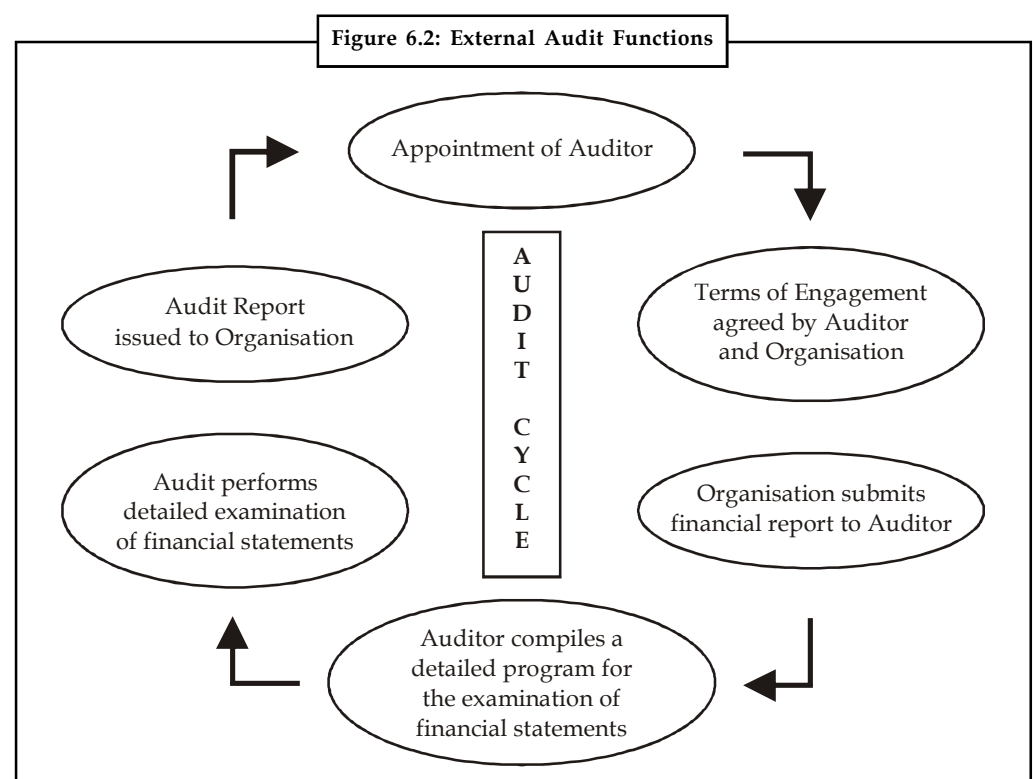 Figure 6.2: External Audit Functions
Appointment of Auditor
Terms of Engagement
agreed by Auditor
and Organisation
Organisation submits
financial report to Auditor
Auditor compiles a
detailed program for
the examination of
financial statements
Audit performs
detailed examination
of financial statements
Audit Report
issued to Organisation
AUDIT CYCLE